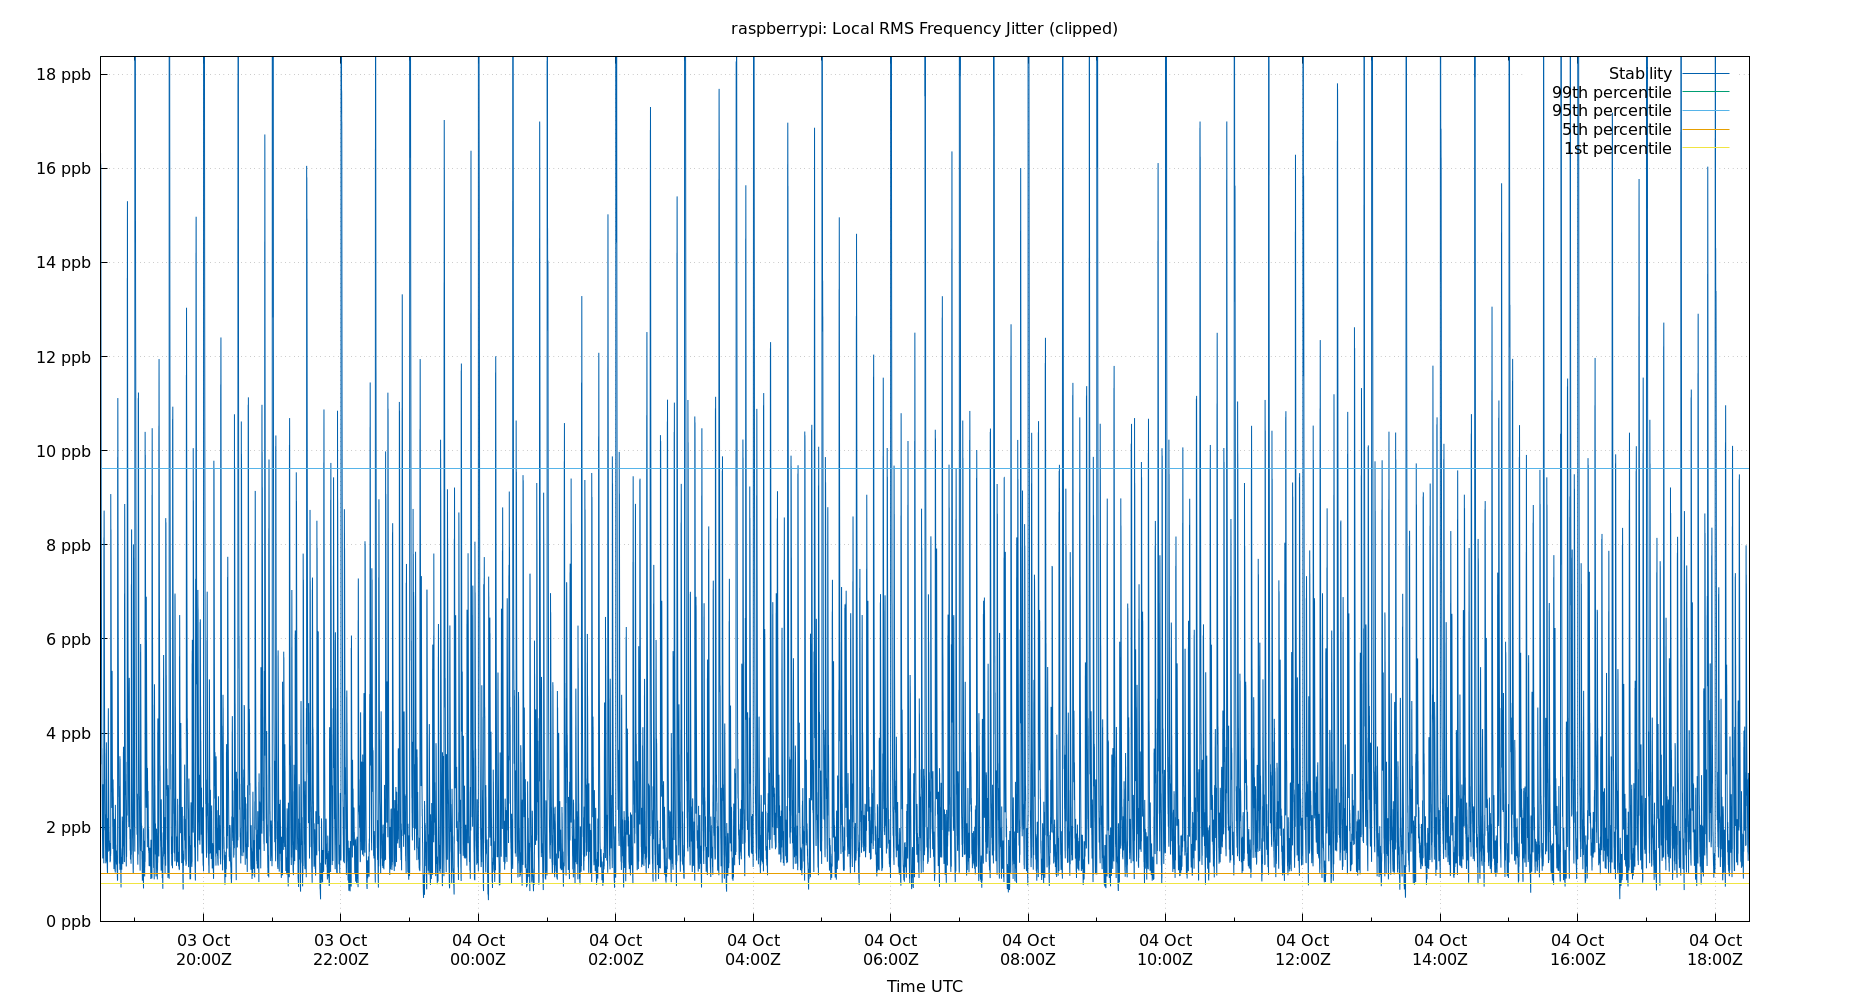 raspberrypi: Local RMS Frequency Jitter (clipped)
18 ppb
16 ppb
14 ppb
12 ppb
10 ppb
8 ppb
6 ppb
4 ppb
2 ppb
0 ppb
Stability
99th percentile
95th percentile
5th percentile
1st percentile
03 Oct 03 Oct 04 Oct 04 Oct 04 Oct 04 Oct 04 Oct 04 Oct 04 Oct 04 Oct 04 Oct 04 Oct
20:00Z 22:00Z 00:00Z 02:00Z 04:00Z 06:00Z 08:00Z 10:00Z 12:00Z 14:00Z 16:00Z 18:00Z
Time UTC